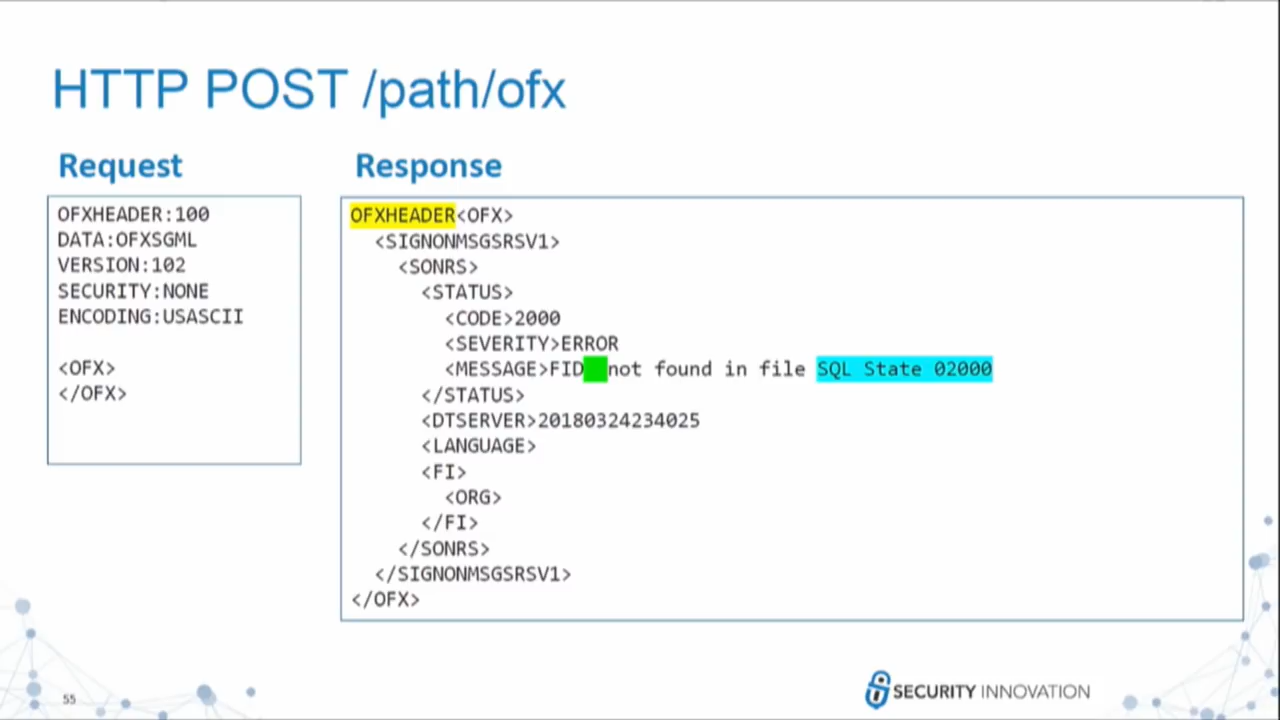 HTTP POST /path/ofx
Request
OFXHEADER:100
DATA:OFXSGML
VERSION:102
SECURITY:NONE
ENCODING:USASCII
<OFX>
</OFX>
Response
OFXHEADER<OFX>
<SIGNONMSGSRSV1>
<SONRS>
<STATUS>
<CODE>2000
<SEVERITY>ERROR
<MESSAGE>FID not found in file SQL State 02000
</STATUS>
<DTSERVER>20180324234025
<LANGUAGE>
<FI>
<ORG>
</FI>
</SONRS>
</SIGNONMSGSRSV1>
</OFX>
55
SECURITY INNOVATION